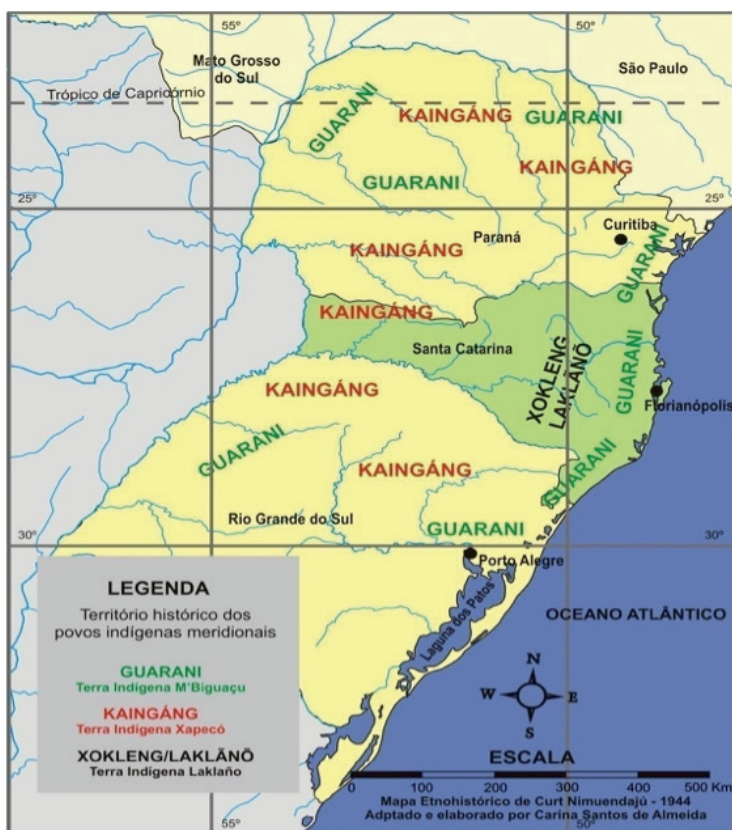 55°
50°
Mato Grosso
do Sul
São Paulo
Trópico de Capricórnio
GUARANI
KAINGÁNG
GUARANI
KAINGÁNG
GUARANI
25°
25°
Curitiba
Paraná
KAINGÁNG
GUARANI
KAINGÁNG
Santa Catarina
XOKLENG
LAKLÃNÕ
GUARANI
KAINGÁNG
Florianópolis
GUARANI
KAINGÁNG
GUARANI
Rio Grande do Sul
GUARANI
30°
30°
Porto Alegre
Laguna dos Patos
OCEANO ATLÂNTICO
LEGENDA
Território histórico dos
povos indígenas meridionais
GUARANI
Terra Indígena M'Biguaçu
KAINGÁNG
Terra Indígena Xapecó
XOKLENG/LAKLÃNÕ
Terra Indígena Laklaño
N
W E
S
ESCALA
0 100 200 300 400 500 Km
Mapa Etnohistórico de Curt Nimuendajú - 1944
Adptado e elaborado por Carina Santos de Almeida
55°
50°